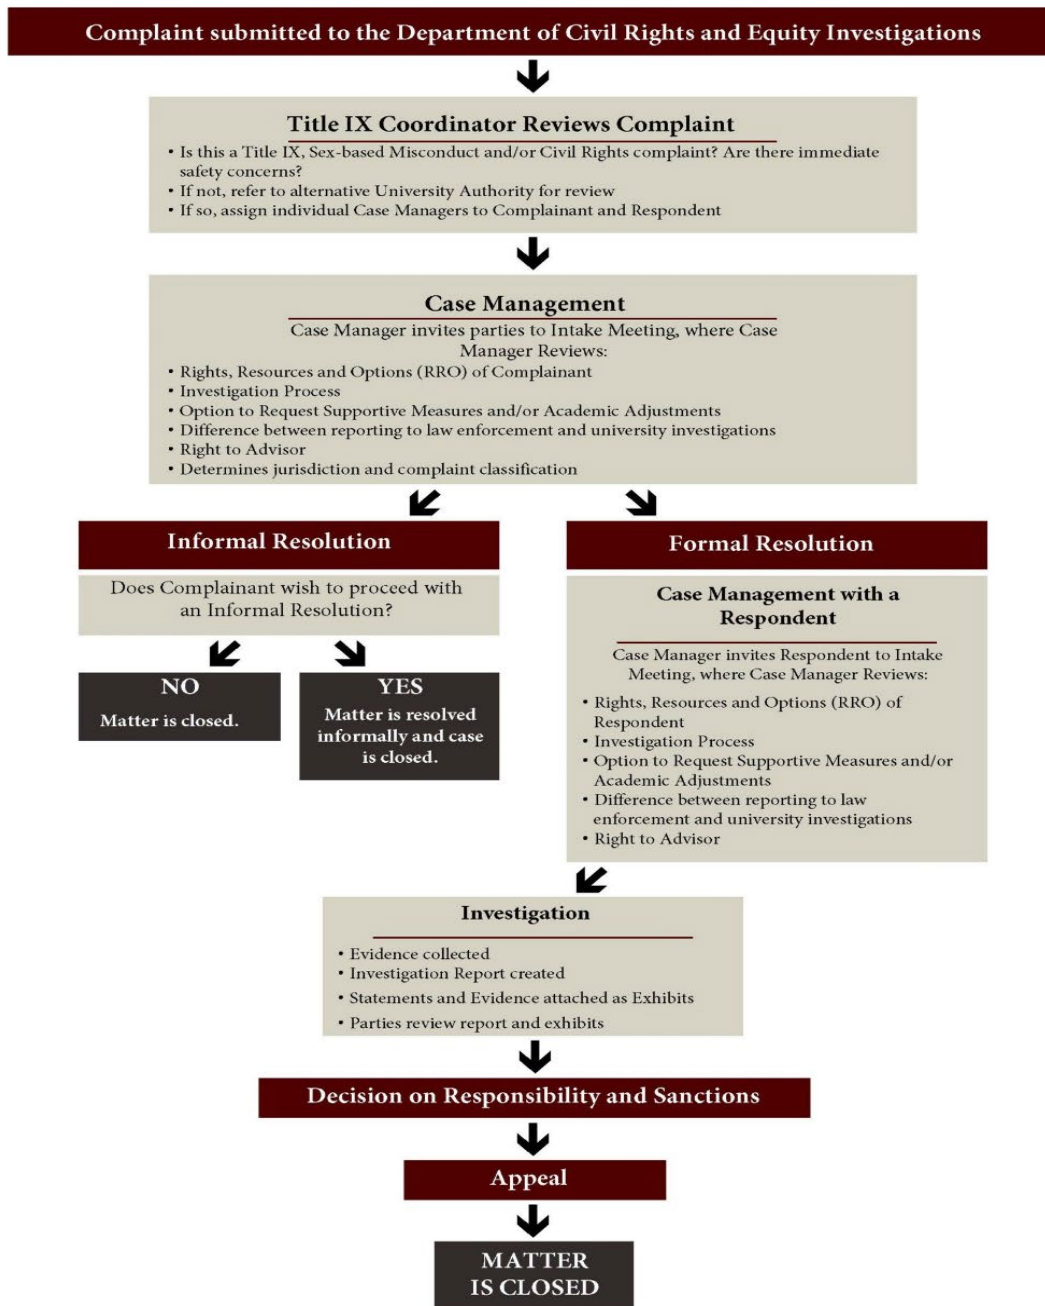 Complaint submitted to the Department of Civil Rights and Equity Investigations
Title IX Coordinator Reviews Complaint
• Is this a Title IX, Sex-based Misconduct and/or Civil Rights complaint? Are there immediate
safety concerns?
• If not, refer to alternative University Authority for review
• If so, assign individual Case Managers to Complainant and Respondent
Case Management
Case Manager invites parties to Intake Meeting, where Case
Manager Reviews:
• Rights, Resources and Options (RRO) of Complainant
• Investigation Process
• Option to Request Supportive Measures and/or Academic Adjustments
• Difference between reporting to law enforcement and university investigations
• Right to Advisor
• Determines jurisdiction and complaint classification
Informal Resolution
Does Complainant wish to proceed with
an Informal Resolution?
NO
Matter is closed.
YES
Matter is resolved
informally and case
is closed.
Formal Resolution
Case Management with a
Respondent
Case Manager invites Respondent to Intake
Meeting, where Case Manager Reviews:
• Rights, Resources and Options (RRO) of
Respondent
• Investigation Process
• Option to Request Supportive Measures and/or
Academic Adjustments
• Difference between reporting to law
enforcement and university investigations
• Right to Advisor
Investigation
• Evidence collected
• Investigation Report created
• Statements and Evidence attached as Exhibits
• Parties review report and exhibits
Decision on Responsibility and Sanctions
Appeal
MATTER
IS CLOSED